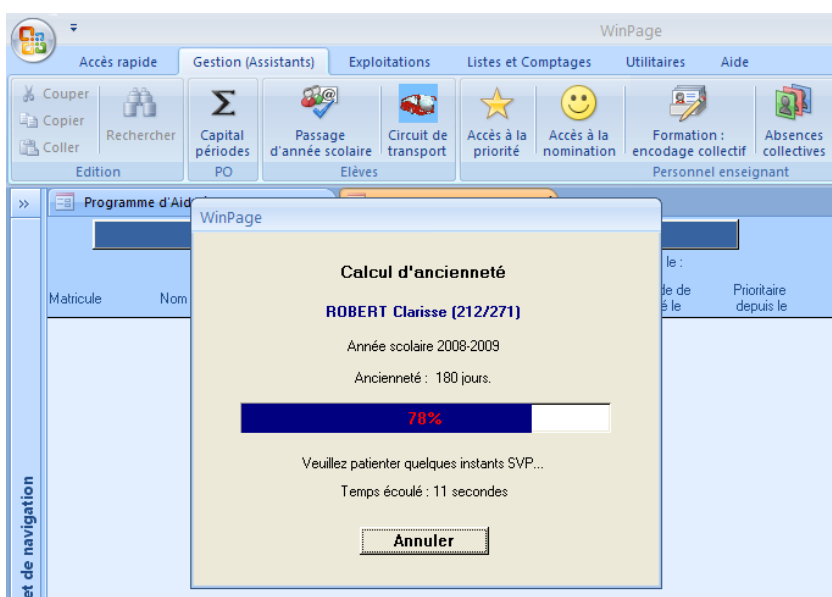 WinPage
Accès rapide Gestion (Assistants) Exploitations Listes et Comptages Utilitaires Aide
Couper
Copier
Coller
Rechercher
Capital périodes
Passage d'année scolaire
Circuit de transport
Accès à la priorité
Accès à la nomination
Formation : encodage collectif
Absences collectives
Edition PO Elèves Personnel enseignant
Programme d'Aid
WinPage
le :
Matricule Nom de de é le Prioritaire depuis le
Calcul d'ancienneté
ROBERT Clarisse (212/271)
Année scolaire 2008-2009
Ancienneté : 180 jours.
78%
Veuillez patienter quelques instants SVP...
Temps écoulé : 11 secondes
Annuler
et de navigation